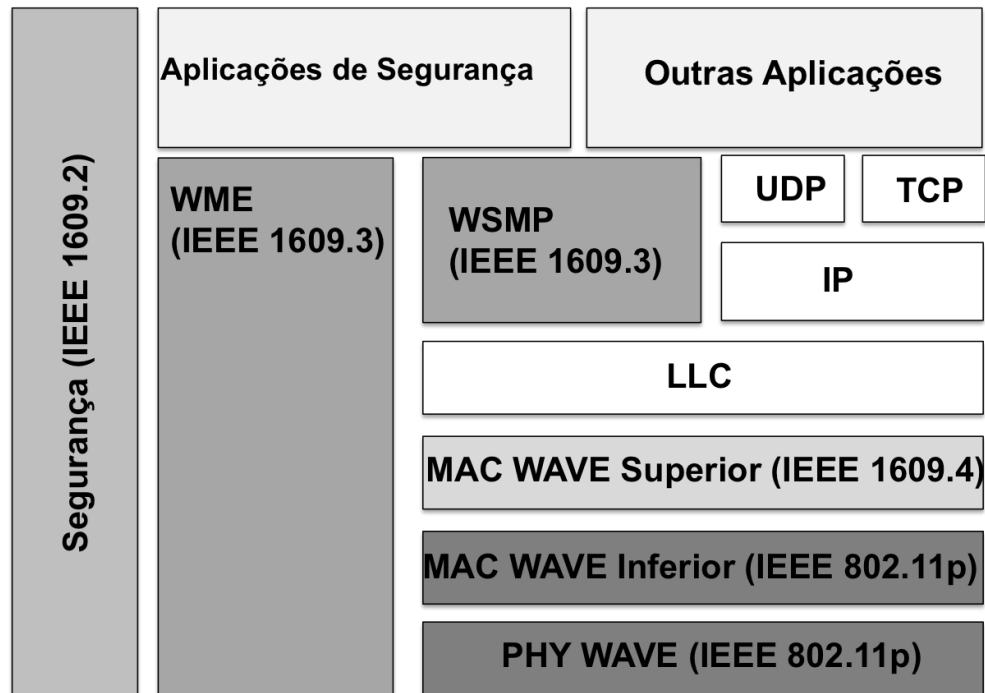 Segurança (IEEE 1609.2)
Aplicações de Segurança
Outras Aplicações
WME
(IEEE 1609.3)
WSMP
(IEEE 1609.3)
UDP
TCP
IP
LLC
MAC WAVE Superior (IEEE 1609.4)
MAC WAVE Inferior (IEEE 802.11p)
PHY WAVE (IEEE 802.11p)